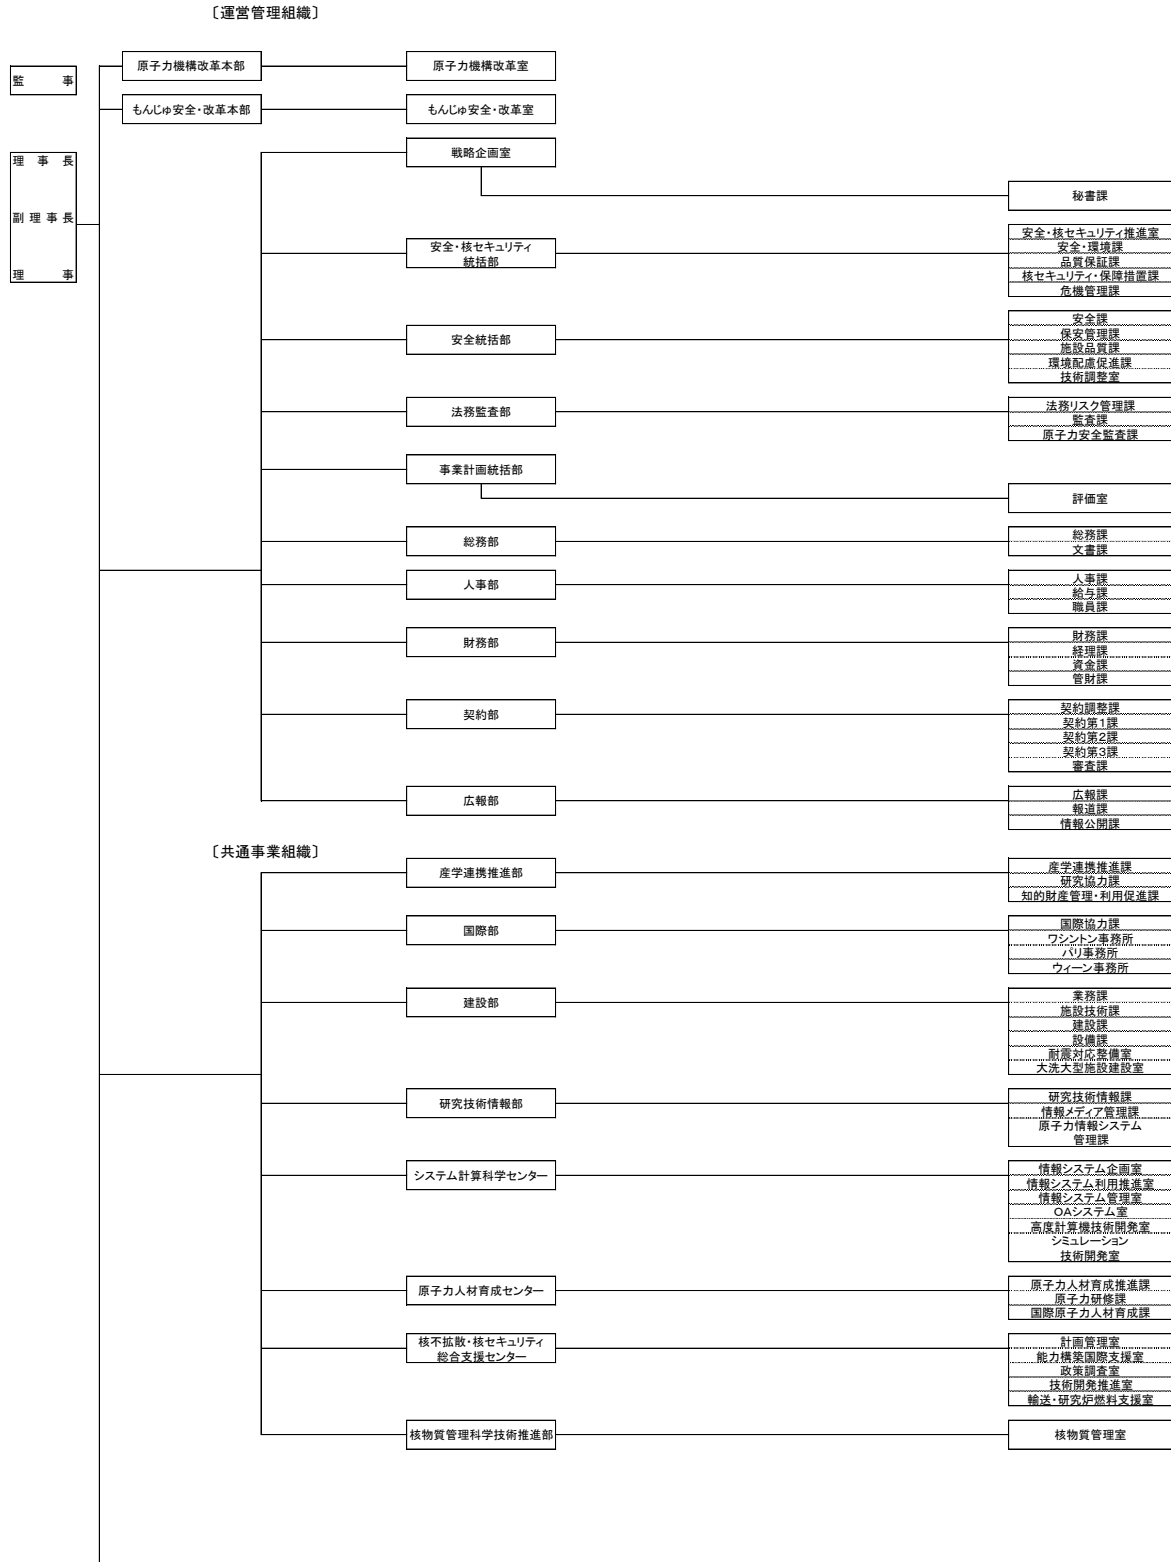 〔運営管理組織〕
監事
原子力機構改革本部
原子力機構改革室
もんじゅ安全・改革本部
もんじゅ安全・改革室
理事長
副理事長
理事
戦略企画室
秘書課
安全・核セキュリティ
統括部
安全・核セキュリティ推進室
安全・環境課
品質保証課
核セキュリティ・保障措置課
危機管理課
安全統括部
安全課
保安管理課
施設品質課
環境配慮促進課
技術調整室
法務監査部
法務リスク管理課
監査課
原子力安全監査課
事業計画統括部
評価室
総務部
総務課
文書課
人事部
人事課
給与課
職員課
財務部
財務課
経理課
資金課
管財課
契約部
契約調整課
契約第1課
契約第2課
契約第3課
審査課
広報部
広報課
報道課
情報公開課
〔共通事業組織〕
産学連携推進部
産学連携推進課
研究協力課
知的財産管理・利用促進課
国際部
国際協力課
ワシントン事務所
パリ事務所
ウィーン事務所
建設部
業務課
施設技術課
建設課
設備課
耐震対応整備室
大洗大型施設建設室
研究技術情報部
研究技術情報課
情報メディア管理課
原子力情報システム
管理課
システム計算科学センター
情報システム企画室
情報システム利用推進室
情報システム管理室
OAシステム室
高度計算機技術開発室
シミュレーション
技術開発室
原子力人材育成センター
原子力人材育成推進課
原子力研修課
国際原子力人材育成課
核不拡散・核セキュリティ
総合支援センター
計画管理室
能力構築国際支援室
政策調査室
技術開発推進室
輸送・研究炉燃料支援室
核物質管理科学技術推進部
核物質管理室